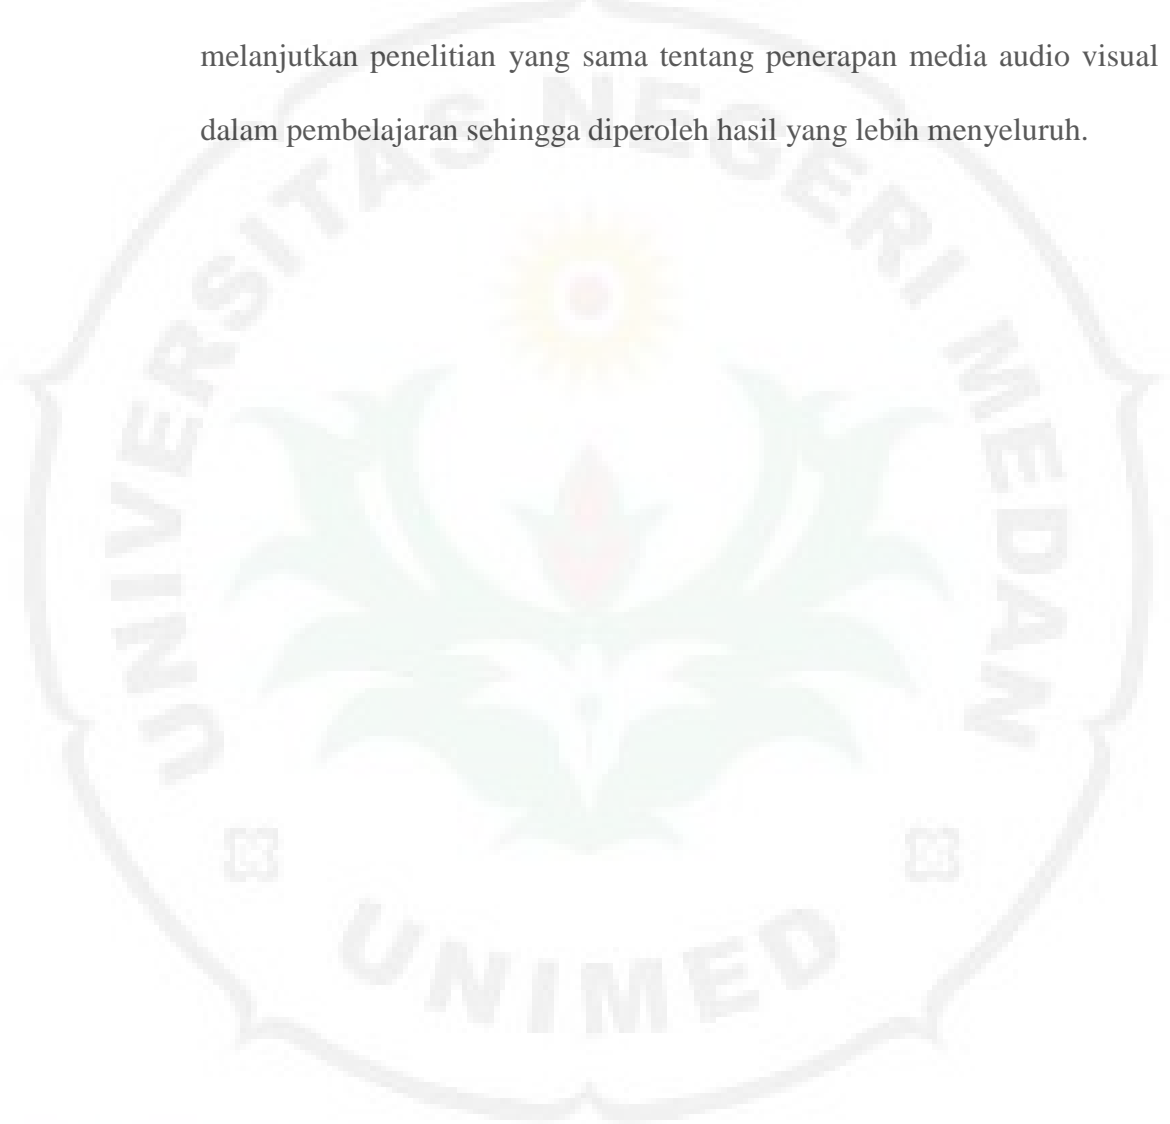 melanjutkan penelitian yang sama tentang penerapan media audio visual
dalam pembelajaran sehingga diperoleh hasil yang lebih menyeluruh.
UNIVERSITAS NEGERI MEDAN
UNIMED